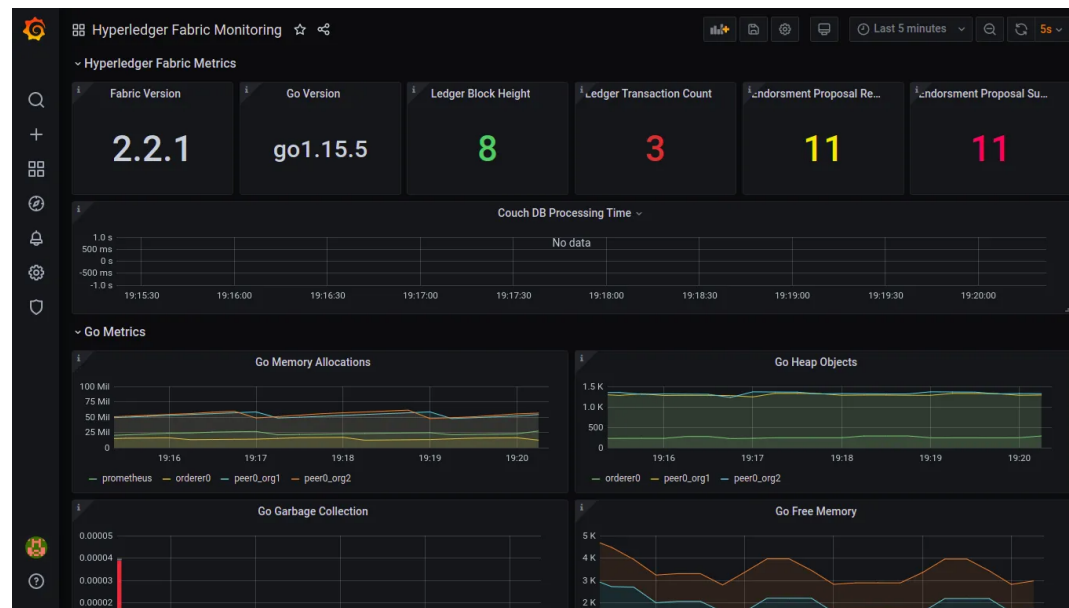 Hyperledger Fabric Monitoring
Last 5 minutes
5s
Hyperledger Fabric Metrics
Fabric Version
2.2.1
Go Version
go1.15.5
Ledger Block Height
8
Ledger Transaction Count
3
Endorsment Proposal Re...
11
Endorsment Proposal Su...
11
Couch DB Processing Time
1.0 s
500 ms
0 s
-500 ms
-1.0 s
No data
19:15:30 19:16:00 19:16:30 19:17:00 19:17:30 19:18:00 19:18:30 19:19:00 19:19:30 19:20:00
Go Metrics
Go Memory Allocations
100 Mil
75 Mil
50 Mil
25 Mil
0
19:16 19:17 19:18 19:19 19:20
prometheus orderer0 peer0_org1 peer0_org2
Go Heap Objects
1.5 K
1.0 K
500
0
19:16 19:17 19:18 19:19 19:20
orderer0 peer0_org1 peer0_org2
Go Garbage Collection
0.00005
0.00004
0.00003
0.00002
Go Free Memory
5 K
4 K
3 K
2 K